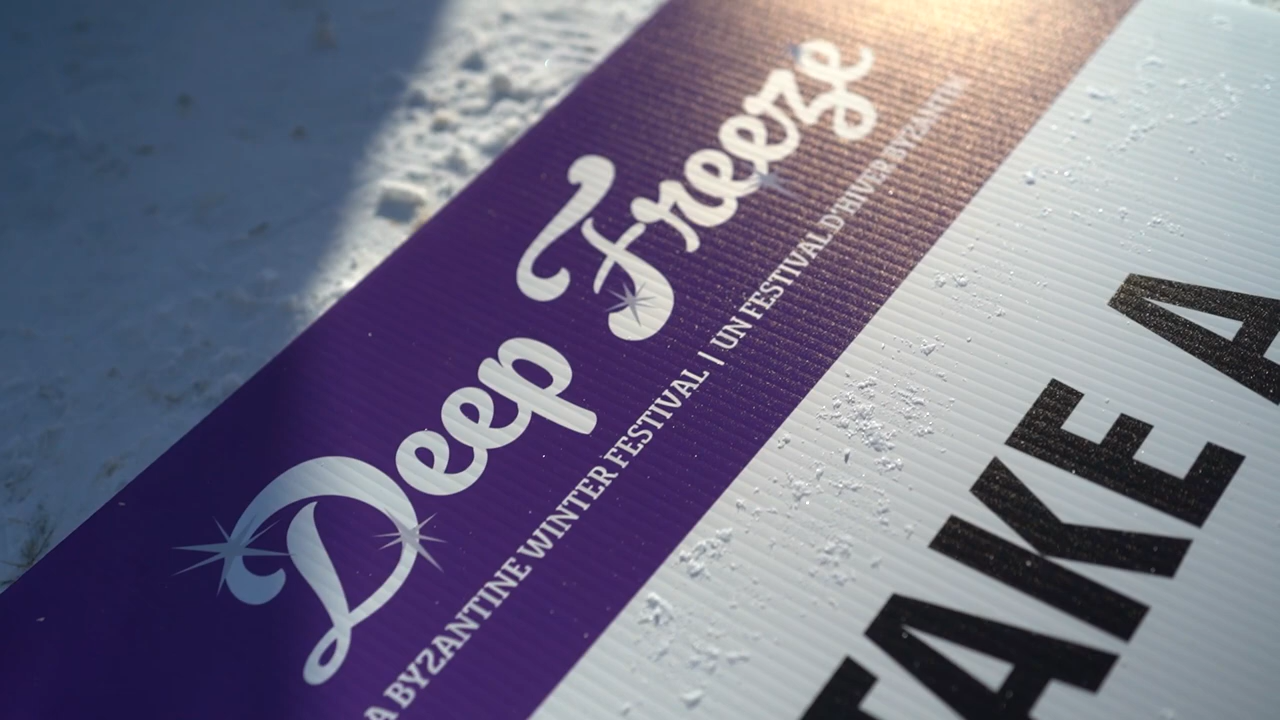 Deep Freeze
A BYZANTINE WINTER FESTIVAL | UN FESTIVAL D'HIVER BYZANTIN
TAKE A